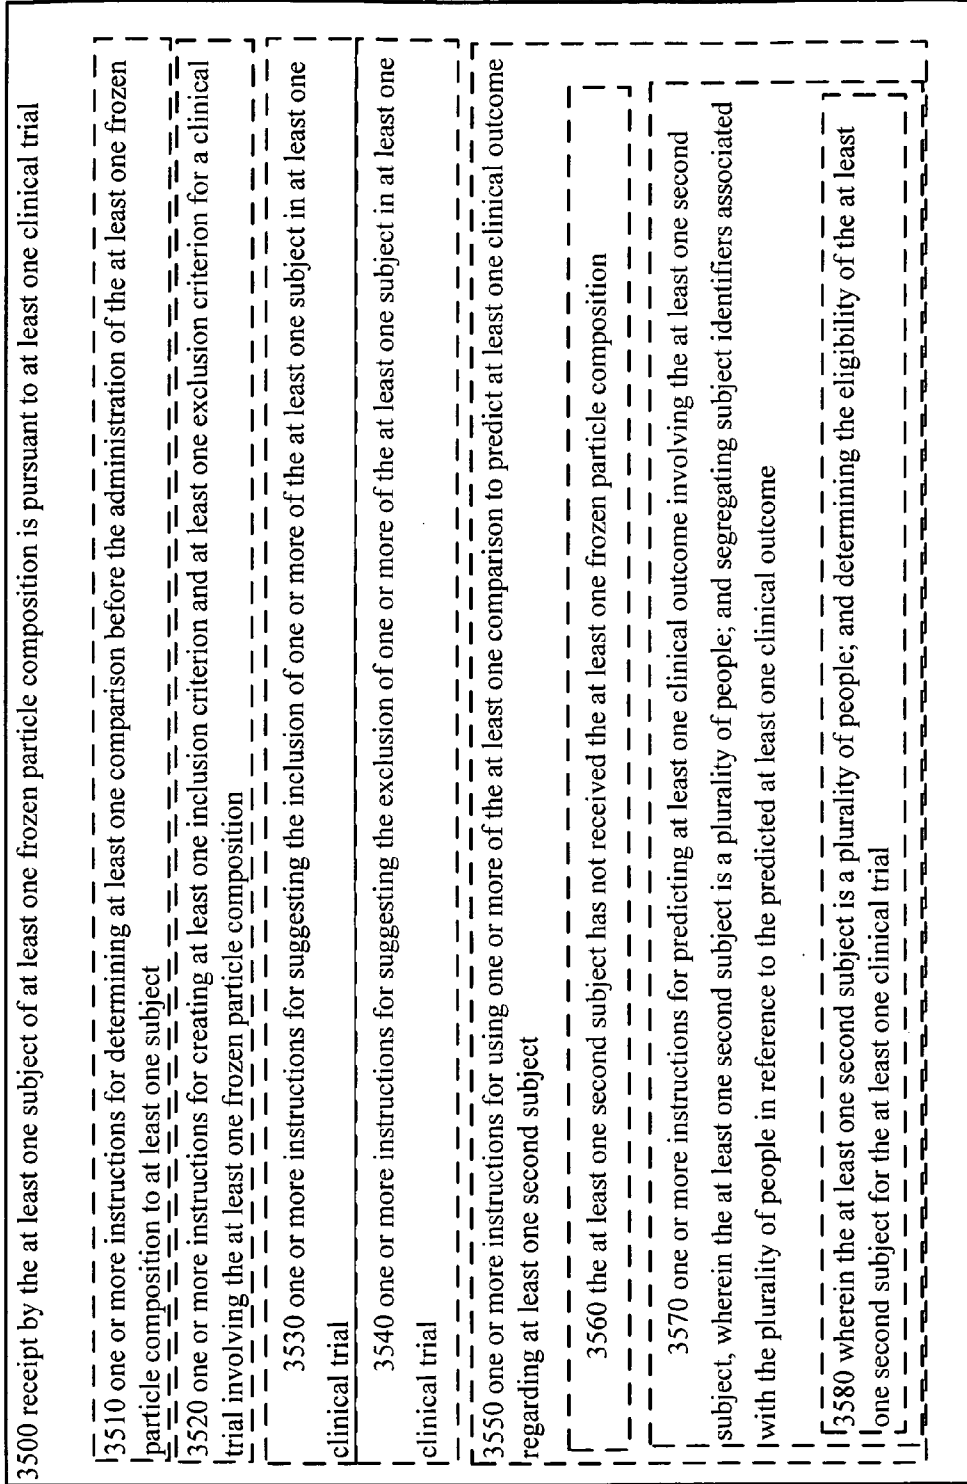 3500 receipt by the at least one subject of at least one frozen particle composition is pursuant to at least one clinical trial
3510 one or more instructions for determining at least one comparison before the administration of the at least one frozen
particle composition to at least one subject
3520 one or more instructions for creating at least one inclusion criterion and at least one exclusion criterion for a clinical
trial involving the at least one frozen particle composition
3530 one or more instructions for suggesting the inclusion of one or more of the at least one subject in at least one
clinical trial
3540 one or more instructions for suggesting the exclusion of one or more of the at least one subject in at least one
clinical trial
3550 one or more instructions for using one or more of the at least one comparison to predict at least one clinical outcome
regarding at least one second subject
3560 the at least one second subject has not received the at least one frozen particle composition
3570 one or more instructions for predicting at least one clinical outcome involving the at least one second
subject, wherein the at least one second subject is a plurality of people; and segregating subject identifiers associated
with the plurality of people in reference to the predicted at least one clinical outcome
3580 wherein the at least one second subject is a plurality of people; and determining the eligibility of the at least
one second subject for the at least one clinical trial